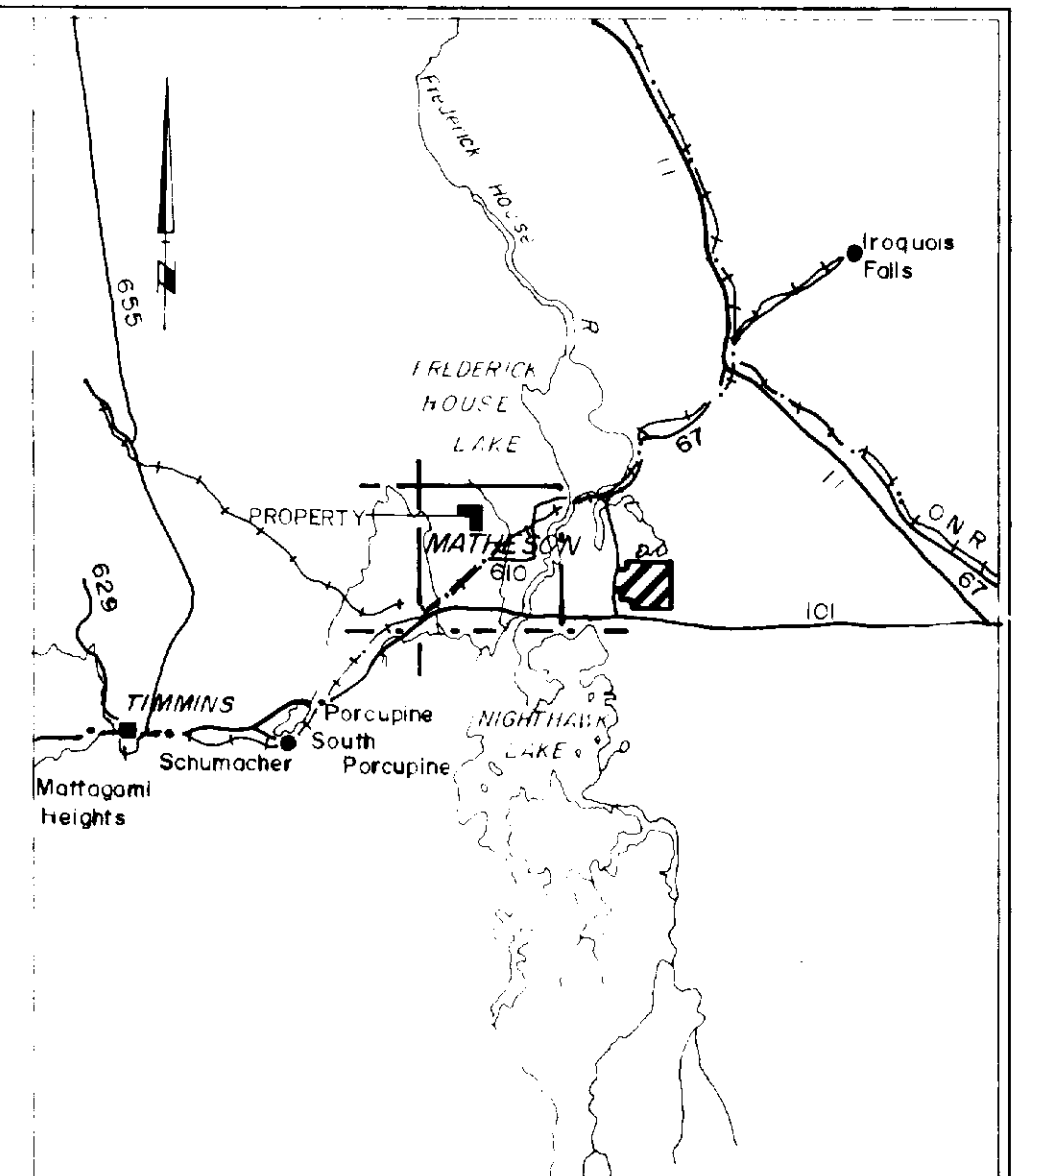 Frederick
House
R
11
Iroquois
Falls
655
FREDERICK
HOUSE
LAKE
67
11
PROPERTY
MATHESON
610
O N R
67
629
101
TIMMINS
Porcupine
NIGHTHAWK
LAKE
South
Porcupine
Schumacher
Mattagami
Heights